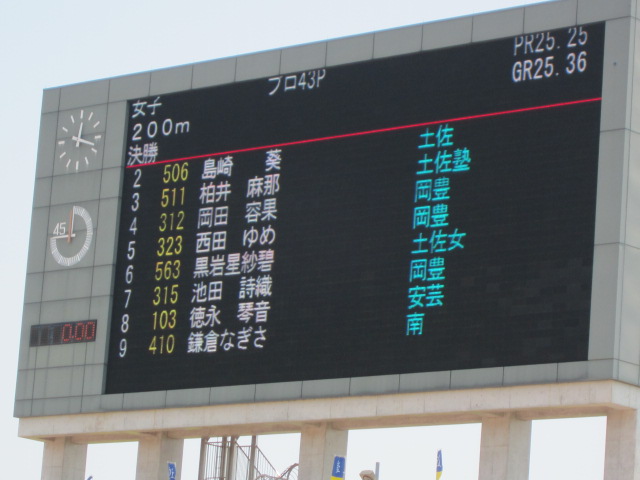 プロ43P PR25.25
女子 GR25.36
200m
決勝
2 506 島崎 葵 土佐
3 511 柏井 麻那 土佐塾
4 312 岡田 容果 岡豊
5 323 西田 ゆめ 岡豊
6 563 黒岩星紗碧 土佐女
7 315 池田 詩織 岡豊
8 103 徳永 琴音 安芸
9 410 鎌倉なぎさ 南
45
0.00